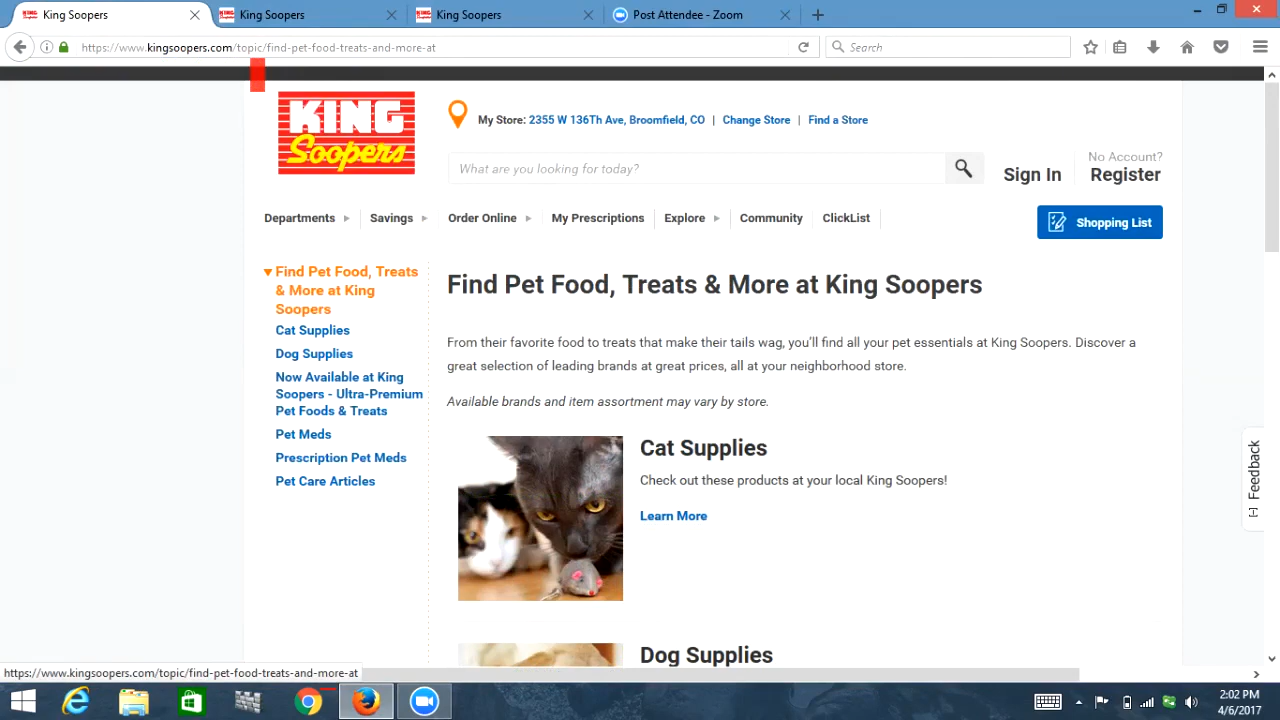 King Soopers
King Soopers
King Soopers
Post Attendee - Zoom
https://www.kingsoopers.com/topic/find-pet-food-treats-and-more-at
Search
KING
Soopers
My Store: 2355 W 136Th Ave, Broomfield, CO | Change Store | Find a Store
What are you looking for today?
Sign In
No Account?
Register
Departments
Savings
Order Online
My Prescriptions
Explore
Community
ClickList
Shopping List
Find Pet Food, Treats
& More at King
Soopers
Cat Supplies
Dog Supplies
Now Available at King
Soopers - Ultra-Premium
Pet Foods & Treats
Pet Meds
Prescription Pet Meds
Pet Care Articles
Find Pet Food, Treats & More at King Soopers
From their favorite food to treats that make their tails wag, you'll find all your pet essentials at King Soopers. Discover a
great selection of leading brands at great prices, all at your neighborhood store.
Available brands and item assortment may vary by store.
Cat Supplies
Check out these products at your local King Soopers!
Learn More
Dog Supplies
[-] Feedback
https://www.kingsoopers.com/topic/find-pet-food-treats-and-more-at
2:02 PM
4/6/2017